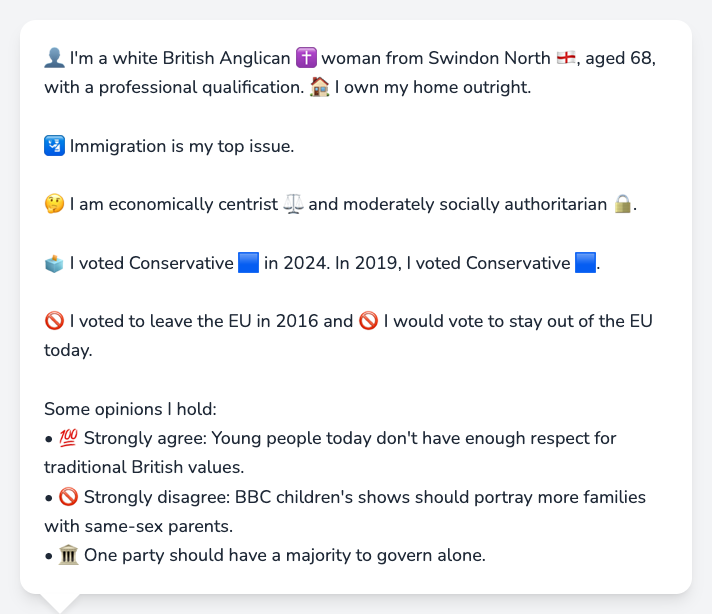 👤 I'm a white British Anglican ✝️ woman from Swindon North 🏴󠁧󠁢󠁥󠁮󠁧󠁿, aged 68,
with a professional qualification. 🏠 I own my home outright.
🛂 Immigration is my top issue.
🤔 I am economically centrist ⚖️ and moderately socially authoritarian 🔒.
🗳️ I voted Conservative 🟦 in 2024. In 2019, I voted Conservative 🟦.
🚫 I voted to leave the EU in 2016 and 🚫 I would vote to stay out of the EU
today.
Some opinions I hold:
• 💯 Strongly agree: Young people today don't have enough respect for
traditional British values.
• 🚫 Strongly disagree: BBC children's shows should portray more families
with same-sex parents.
• 🏛️ One party should have a majority to govern alone.